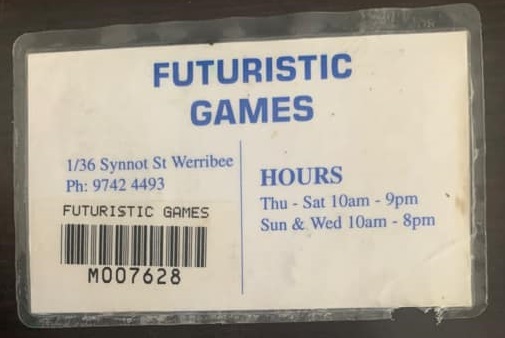 FUTURISTIC
GAMES
1/36 Synnot St Werribee
Ph: 9742 4493
FUTURISTIC GAMES
M007628
HOURS
Thu - Sat 10am - 9pm
Sun & Wed 10am - 8pm